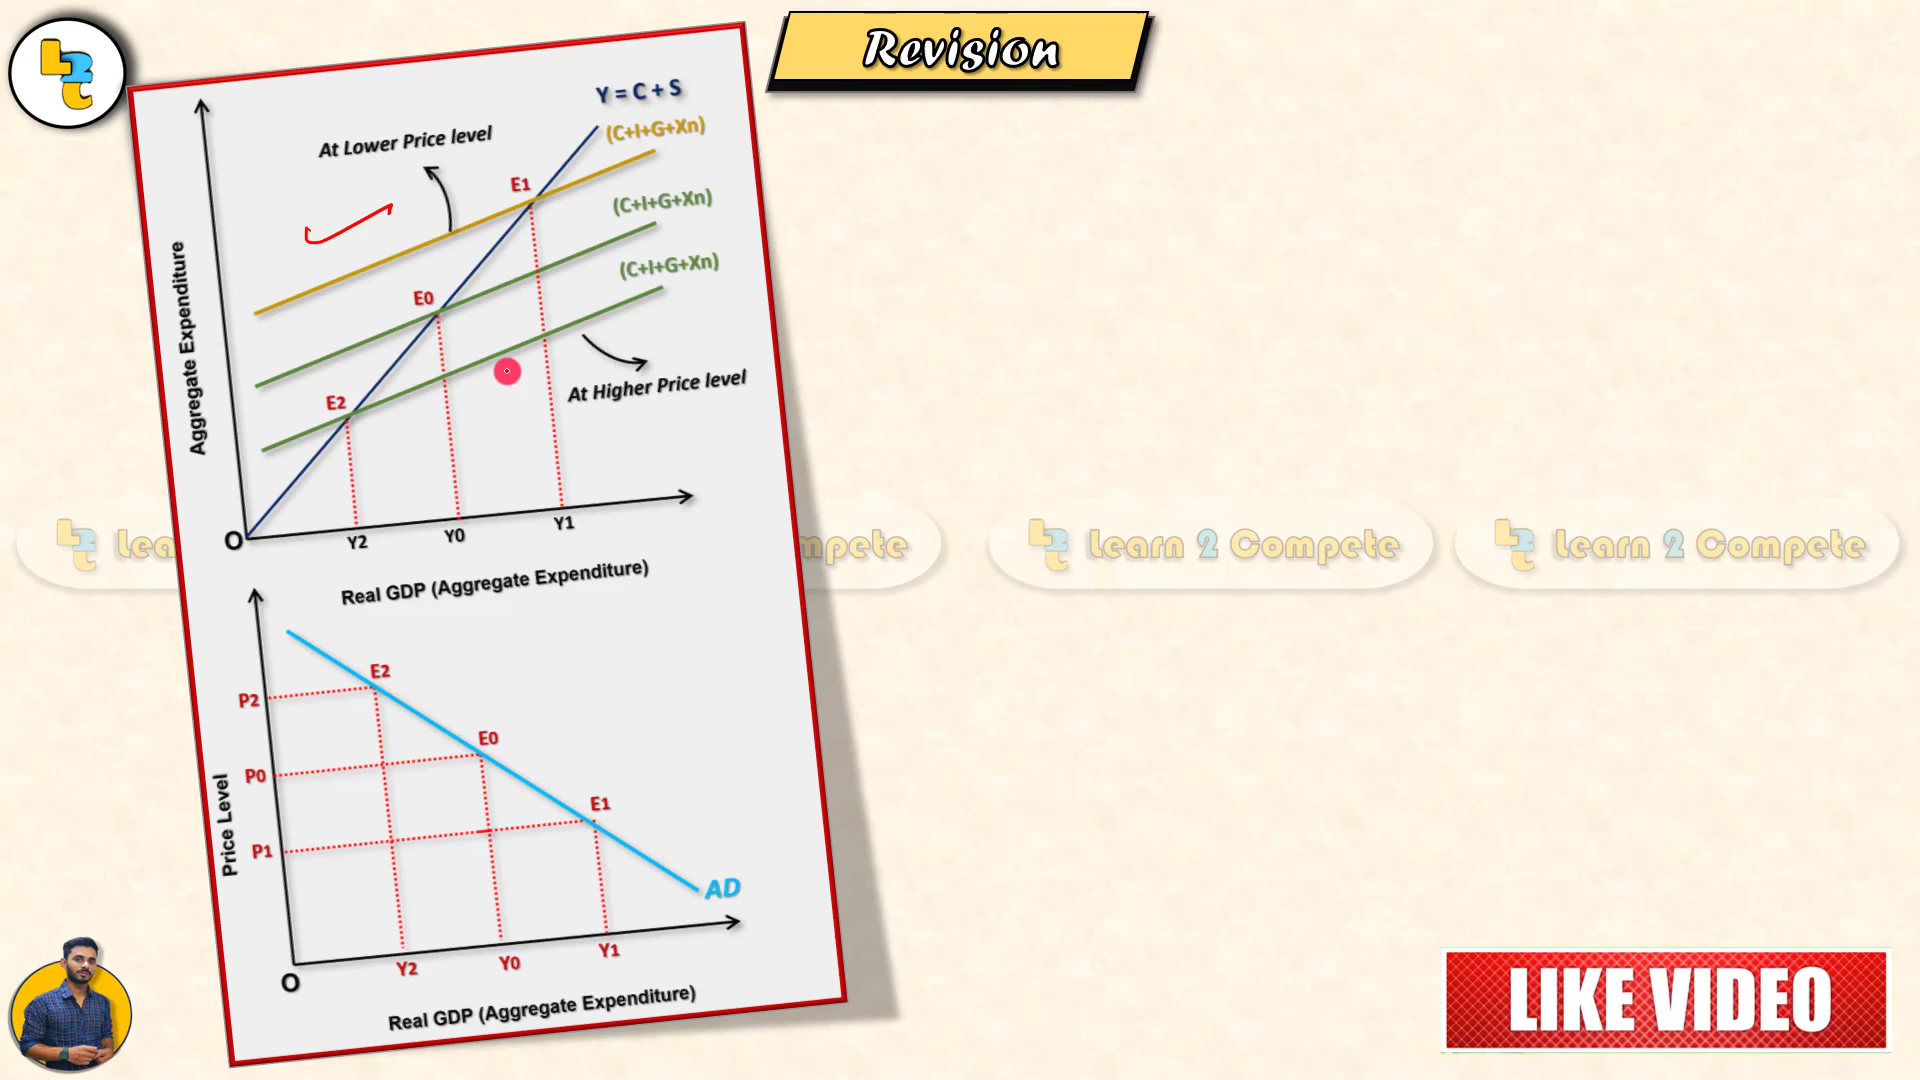 Revision
Y = C + S
At Lower Price level
(C+I+G+Xn)
E1
(C+I+G+Xn)
(C+I+G+Xn)
E0
At Higher Price level
E2
Aggregate Expenditure
O
Y2
Y0
Y1
Real GDP (Aggregate Expenditure)
Learn 2 Compete
Learn 2 Compete
P2
E2
P0
E0
P1
E1
Price Level
AD
O
Y2
Y0
Y1
Real GDP (Aggregate Expenditure)
LIKE VIDEO